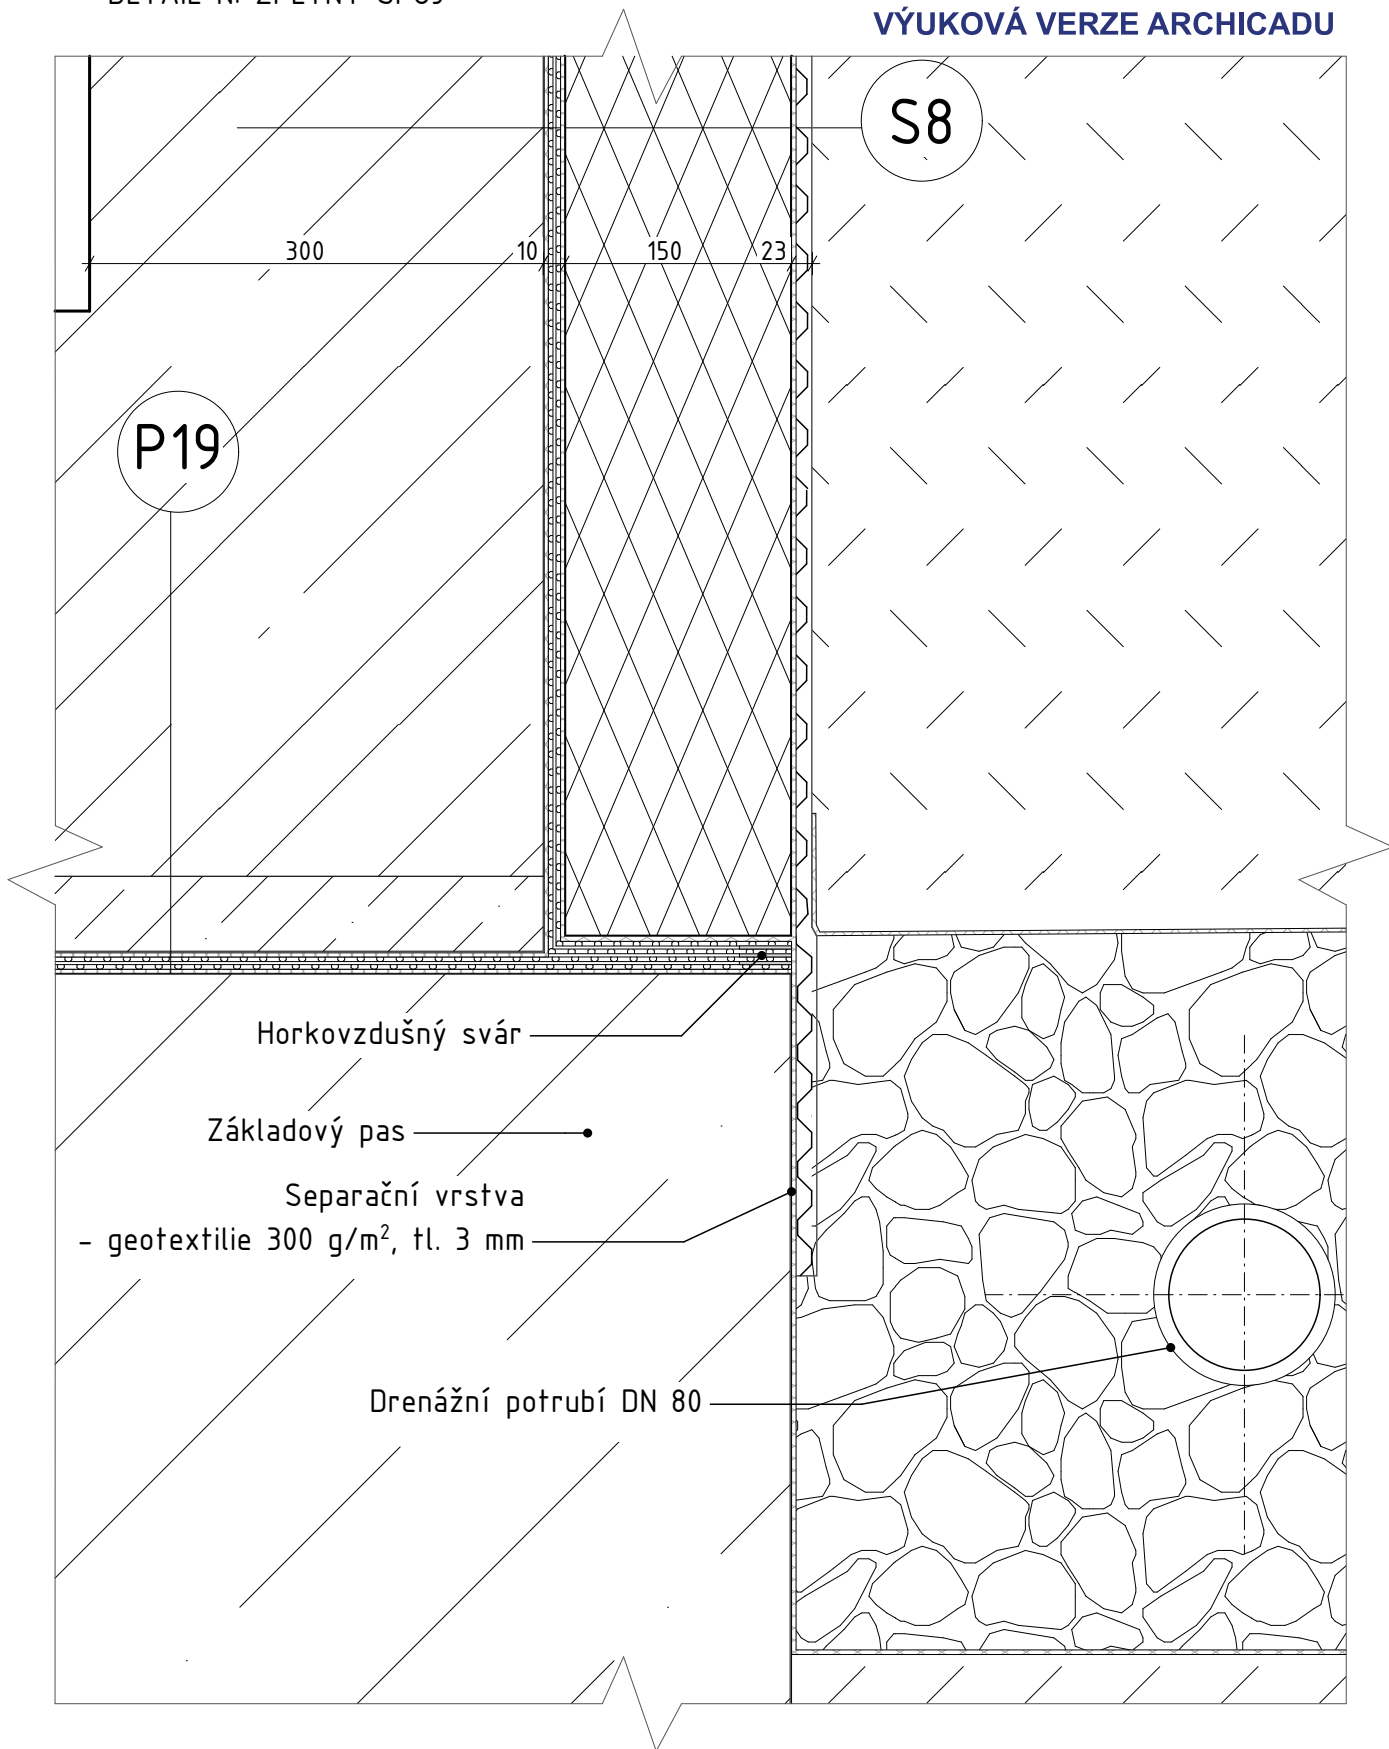 VÝUKOVÁ VERZE ARCHICADU
S8
300
10
150
23
P19
Horkovzdušný svár
Základový pas
Separační vrstva
- geotextilie 300 g/m², tl. 3 mm
Drenážní potrubí DN 80